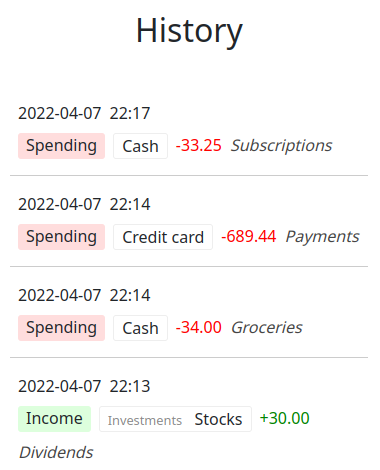 History
2022-04-07 22:17
Spending Cash -33.25 Subscriptions
2022-04-07 22:14
Spending Credit card -689.44 Payments
2022-04-07 22:14
Spending Cash -34.00 Groceries
2022-04-07 22:13
Income Investments Stocks +30.00
Dividends